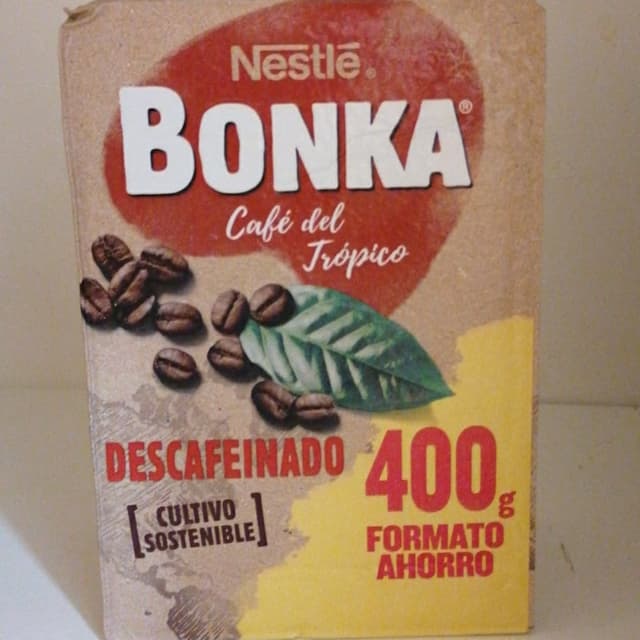 Nestlé®
BONKA®
Café del
Trópico
DESCAFEINADO
[CULTIVO
SOSTENIBLE]
400g
FORMATO
AHORRO